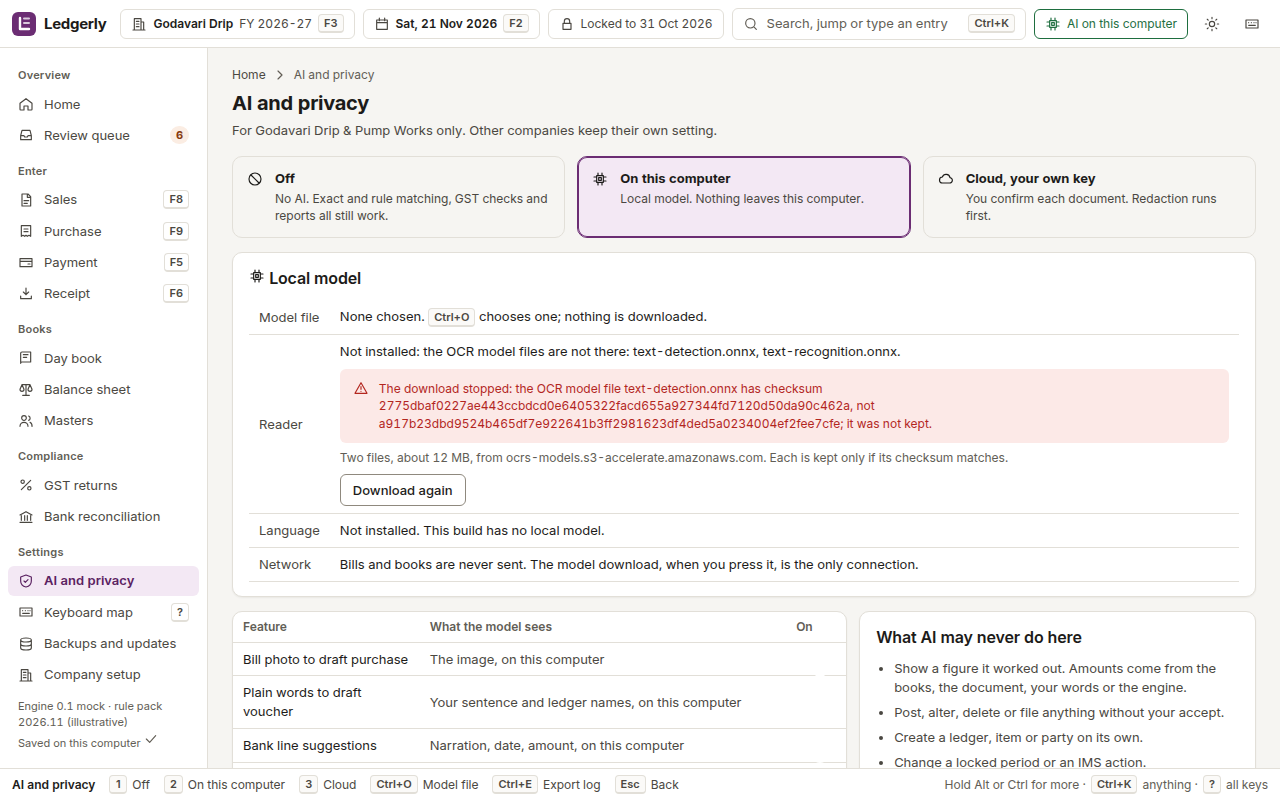 Ledgerly
Godavari Drip FY 2026-27 F3
Sat, 21 Nov 2026 F2
Locked to 31 Oct 2026
Search, jump or type an entry Ctrl+K
AI on this computer
Overview
Home
Review queue 6
Enter
Sales F8
Purchase F9
Payment F5
Receipt F6
Books
Day book
Balance sheet
Masters
Compliance
GST returns
Bank reconciliation
Settings
AI and privacy
Keyboard map ?
Backups and updates
Company setup
Engine 0.1 mock · rule pack
2026.11 (illustrative)
Saved on this computer
Home > AI and privacy
AI and privacy
For Godavari Drip & Pump Works only. Other companies keep their own setting.
Off
No AI. Exact and rule matching, GST checks and
reports all still work.
On this computer
Local model. Nothing leaves this computer.
Cloud, your own key
You confirm each document. Redaction runs
first.
Local model
Model file None chosen. Ctrl+O chooses one; nothing is downloaded.
Reader
Not installed: the OCR model files are not there: text-detection.onnx, text-recognition.onnx.
The download stopped: the OCR model file text-detection.onnx has checksum
2775dbaf0227ae443ccbdcd0e6405322facd655a927344fd7120d50da90c462a, not
a917b23dbd9524b465df7e922641b3ff2981623df4ded5a0234004ef2fee7cfe; it was not kept.
Two files, about 12 MB, from ocrs-models.s3-accelerate.amazonaws.com. Each is kept only if its checksum matches.
Download again
Language Not installed. This build has no local model.
Network Bills and books are never sent. The model download, when you press it, is the only connection.
Feature What the model sees On
Bill photo to draft purchase The image, on this computer
Plain words to draft
voucher
Your sentence and ledger names, on this computer
Bank line suggestions Narration, date, amount, on this computer
What AI may never do here
• Show a figure it worked out. Amounts come from the
books, the document, your words or the engine.
• Post, alter, delete or file anything without your accept.
• Create a ledger, item or party on its own.
• Change a locked period or an IMS action.
AI and privacy 1 Off 2 On this computer 3 Cloud Ctrl+O Model file Ctrl+E Export log Esc Back
Hold Alt or Ctrl for more · Ctrl+K anything · ? all keys